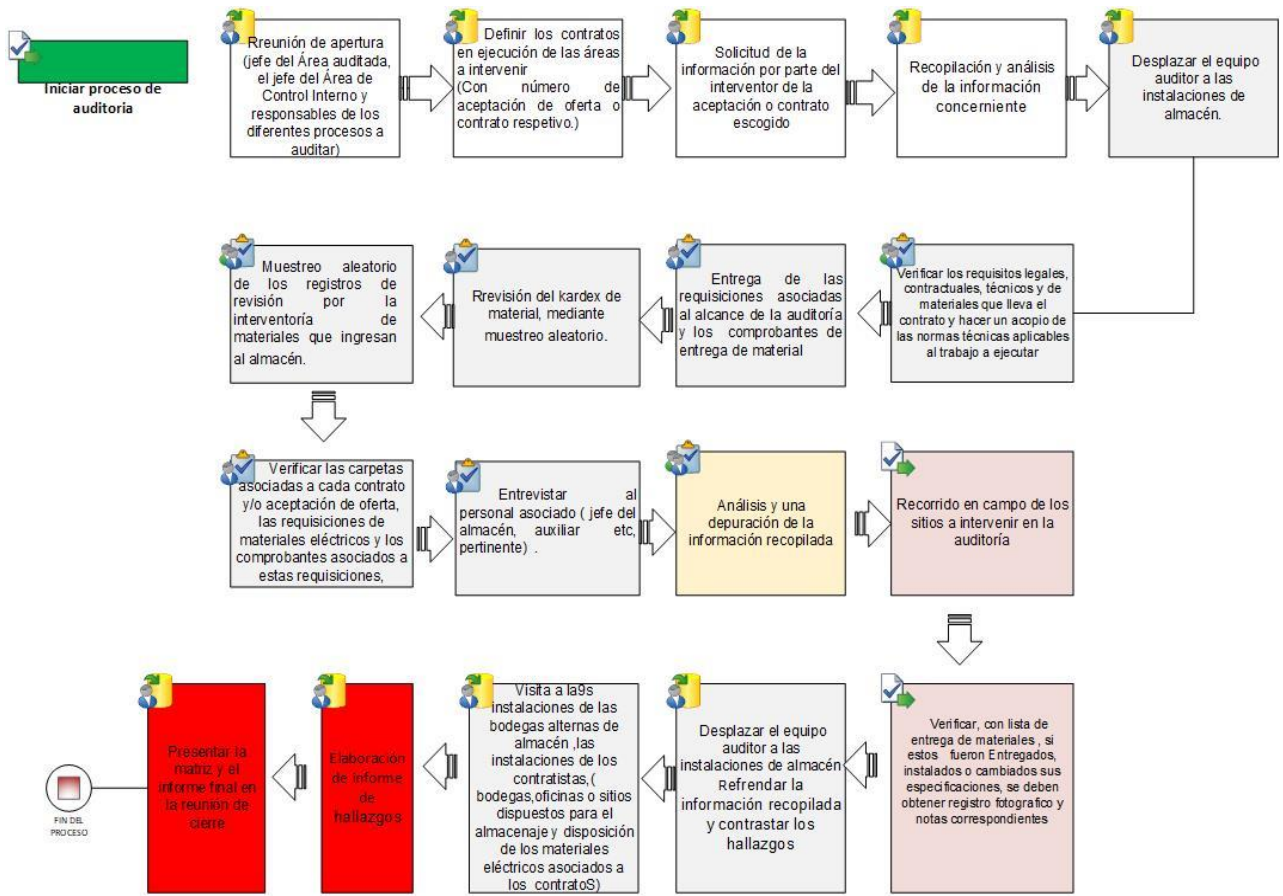 Iniciar proceso de
auditoria
Rreunión de apertura
(jefe del Área auditada,
el jefe del Área de
Control Interno y
responsables de los
diferentes procesos a
auditar)
Definir los contratos
en ejecución de las áreas
a intervenir
(Con número de
aceptación de oferta o
contrato respetivo.)
Solicitud de la
información por parte del
interventor de la
aceptación o contrato
escogido
Recopilación y análisis
de la información
concerniente
Desplazar el equipo
auditor a las
instalaciones de
almacén.
Verificar los requisitos legales,
contractuales, técnicos y de
materiales que lleva el
contrato y hacer un acopio de
las normas técnicas aplicables
al trabajo a ejecutar
Entrega de las
requisiciones asociadas
al alcance de la auditoría
y los comprobantes de
entrega de material
Rrevisión del kardex de
material, mediante
muestreo aleatorio.
Muestreo aleatorio
de los registros de
revisión por la
interventoría de
materiales que ingresan
al almacén.
Verificar las carpetas
asociadas a cada contrato
y/o aceptación de oferta,
las requisiciones de
materiales eléctricos y los
comprobantes asociados a
estas requisiciones,
Entrevistar al
personal asociado ( jefe del
almacén, auxiliar etc,
pertinente) .
Análisis y una
depuración de la
información recopilada
Recorrido en campo de los
sitios a intervenir en la
auditoría
Verificar, con lista de
entrega de materiales , si
estos fueron Entregados,
instalados o cambiados sus
especificaciones, se deben
obtener registro fotografico y
notas correspondientes
Desplazar el equipo
auditor a las
instalaciones de almacén
Refrendar la
información recopilada
y contrastar los
hallazgos
Visita a la9s
instalaciones de las
bodegas alternas de
almacén ,las
instalaciones de los
contratistas,(
bodegas,oficinas o sitios
dispuestos para el
almacenaje y disposición
de los materiales
eléctricos asociados a
los contratoS)
Elaboración
de informe
de
hallazgos
Presentar la
matriz y el
informe final en
la reunión de
cierre
FIN DEL
PROCESO